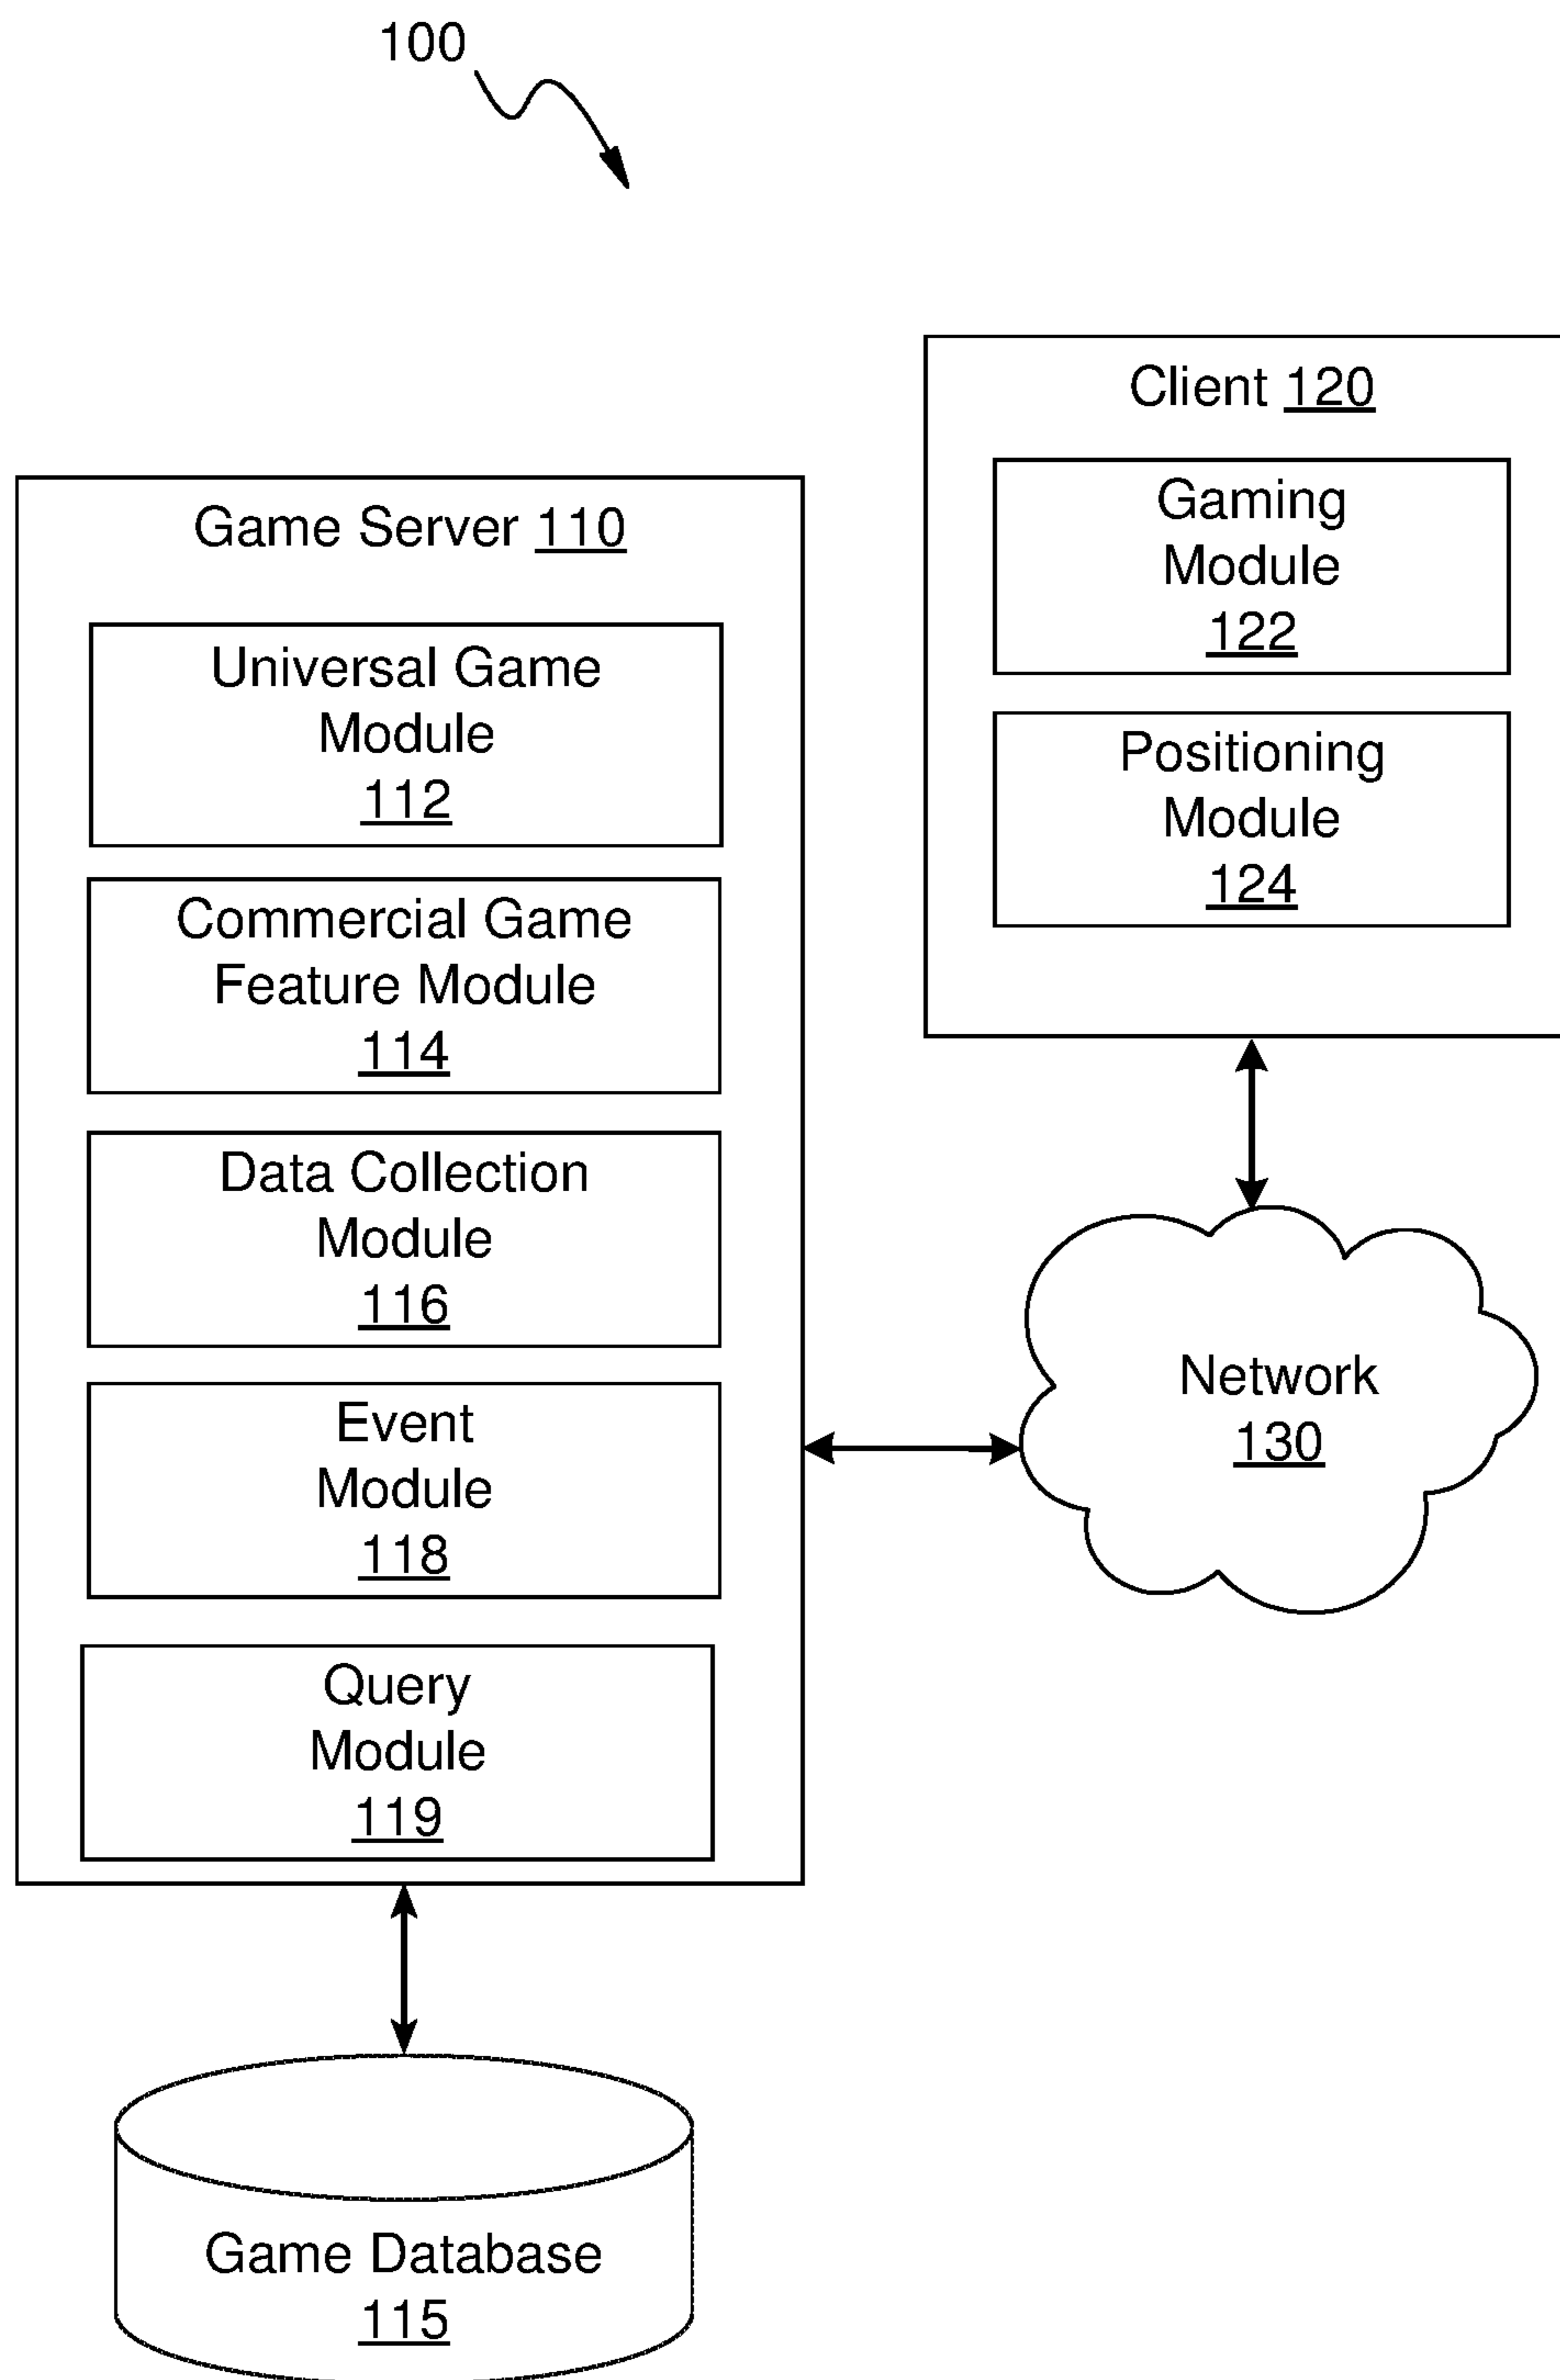 100
Client 120
Gaming
Module
122
Positioning
Module
124
Game Server 110
Universal Game
Module
112
Commercial Game
Feature Module
114
Data Collection
Module
116
Event
Module
118
Query
Module
119
Network
130
Game Database
115